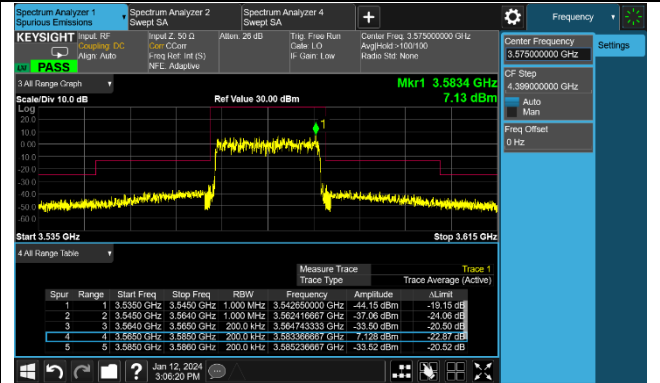 Spectrum Analyzer 1
Spurious Emissions
Spectrum Analyzer 2
Swept SA
Spectrum Analyzer 4
Swept SA
Frequency
KEYSIGHT
Input: RF
Coupling: DC
Align: Auto
Input Z: 50 Ω
Corr CCorr
Freq Ref: Int (S)
NFE: Adaptive
Atten: 26 dB
Trig: Free Run
Gate: LO
IF Gain: Low
Center Freq: 3.575000000 GHz
Avg|Hold:>100/100
Radio Std: None
PASS
Center Frequency
3.575000000 GHz
Settings
CF Step
4.399000000 GHz
Auto
Man
Freq Offset
0 Hz
3 All Range Graph
Mkr1 3.5834 GHz
Scale/Div 10.0 dB
Ref Value 30.00 dBm
7.13 dBm
Log
20.0
10.0
0.00
-10.0
-20.0
-30.0
-40.0
-50.0
-60.0
1
Start 3.535 GHz
Stop 3.615 GHz
4 All Range Table
Measure Trace Trace 1
Trace Type Trace Average (Active)
Spur Range Start Freq Stop Freq RBW Frequency Amplitude ΔLimit
1 1 3.5350 GHz 3.5450 GHz 1.000 MHz 3.542650000 GHz -44.15 dBm -19.15 dB
2 2 3.5450 GHz 3.5640 GHz 1.000 MHz 3.562416667 GHz -37.06 dBm -24.06 dB
3 3 3.5640 GHz 3.5650 GHz 200.0 kHz 3.564743333 GHz -33.50 dBm -20.50 dB
4 4 3.5650 GHz 3.5850 GHz 200.0 kHz 3.583366667 GHz 7.128 dBm -22.87 dB
5 5 3.5850 GHz 3.5860 GHz 200.0 kHz 3.585236667 GHz -33.52 dBm -20.52 dB
Jan 12, 2024
3:06:20 PM